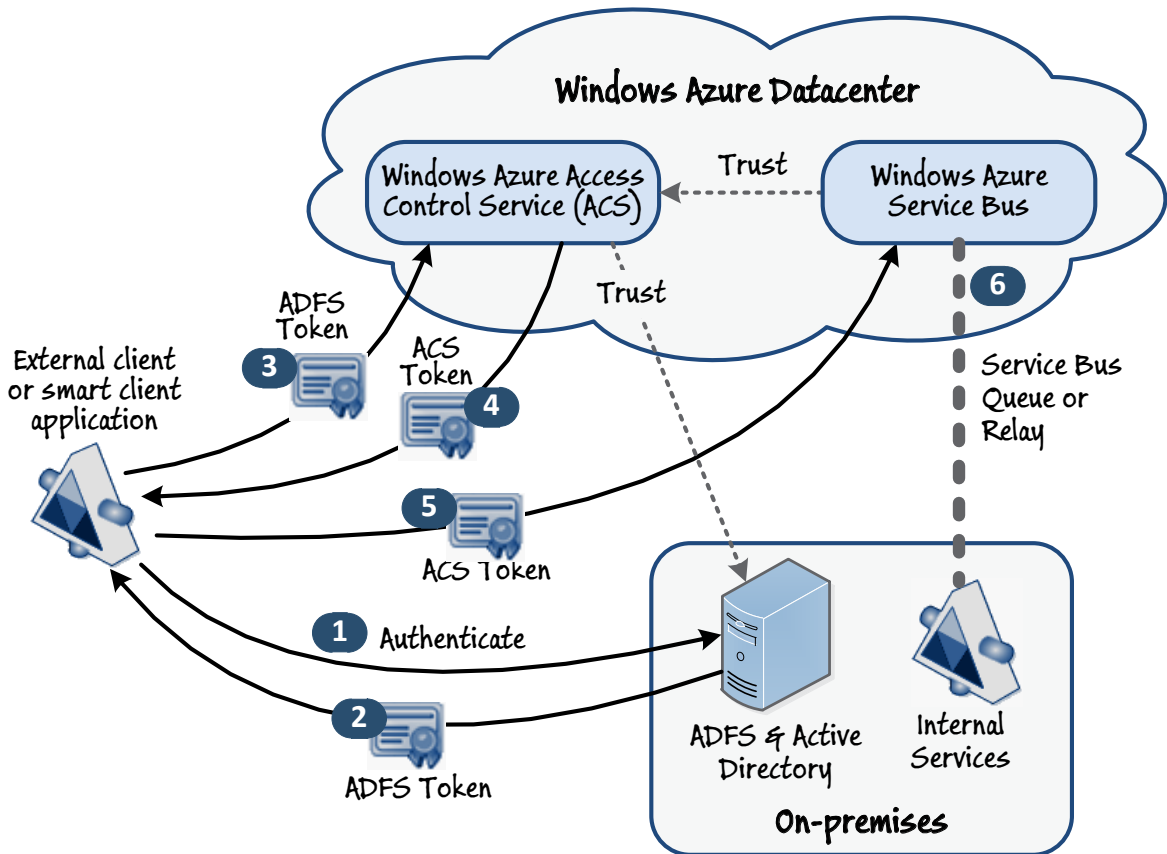 Windows Azure Datacenter
Windows Azure Access
Control Service (ACS)
Trust
Windows Azure
Service Bus
Trust
6
ADFS
Token
3
ACS
Token
4
External client
or smart client
application
Service Bus
Queue or
Relay
5
ACS Token
1
Authenticate
2
ADFS Token
ADFS & Active
Directory
Internal
Services
On-premises